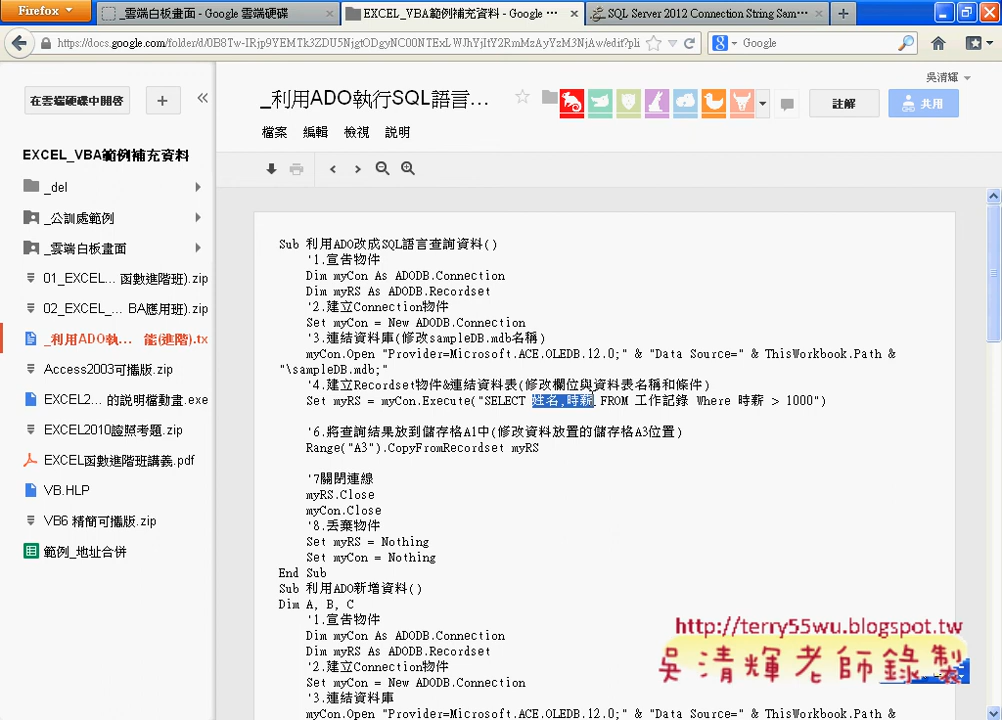 Firefox
_雲端白板畫面 - Google 雲端硬碟
EXCEL_VBA範例補充資料 - Google ...
SQL Server 2012 Connection String Sam...
https://docs.google.com/folder/d/0B8Tw-IRjp9YEMTk3ZDU5NjgtODgyNC00NTExLWJhYjItY2RmMzAyYzM3NjAw/edit?pli
Google
吳清輝
在雲端硬碟中開啓
_利用ADO執行SQL語言...
註解
共用
檔案 編輯 檢視 說明
EXCEL_VBA範例補充資料
_del
_公訓處範例
_雲端白板畫面
01_EXCEL... 函數進階班).zip
02_EXCEL_... BA應用班).zip
_利用ADO執... 能(進階).tx
Access2003可攜版.zip
EXCEL2... 的說明檔動畫.exe
EXCEL2010證照考題.zip
EXCEL函數進階班講義.pdf
VB.HLP
VB6 精簡可攜版.zip
範例_地址合併
Sub 利用ADO改成SQL語言查詢資料()
'1.宣告物件
Dim myCon As ADODB.Connection
Dim myRS As ADODB.Recordset
'2.建立Connection物件
Set myCon = New ADODB.Connection
'3.連結資料庫(修改sampleDB.mdb名稱)
myCon.Open "Provider=Microsoft.ACE.OLEDB.12.0;" & "Data Source=" & ThisWorkbook.Path &
"\sampleDB.mdb;"
'4.建立Recordset物件&連結資料表(修改欄位與資料表名稱和條件)
Set myRS = myCon.Execute("SELECT 姓名,時薪 FROM 工作記錄 Where 時薪 > 1000")
'6.將查詢結果放到儲存格A1中(修改資料放置的儲存格A3位置)
Range("A3").CopyFromRecordset myRS
'7關閉連線
myRS.Close
myCon.Close
'8.丟棄物件
Set myRS = Nothing
Set myCon = Nothing
End Sub
Sub 利用ADO新增資料()
Dim A, B, C
'1.宣告物件
Dim myCon As ADODB.Connection
Dim myRS As ADODB.Recordset
'2.建立Connection物件
Set myCon = New ADODB.Connection
'3.連結資料庫
myCon.Open "Provider=Microsoft.ACE.OLEDB.12.0;" & "Data Source=" & ThisWorkbook.Path &
http://terry55wu.blogspot.tw
吳清輝老師錄製